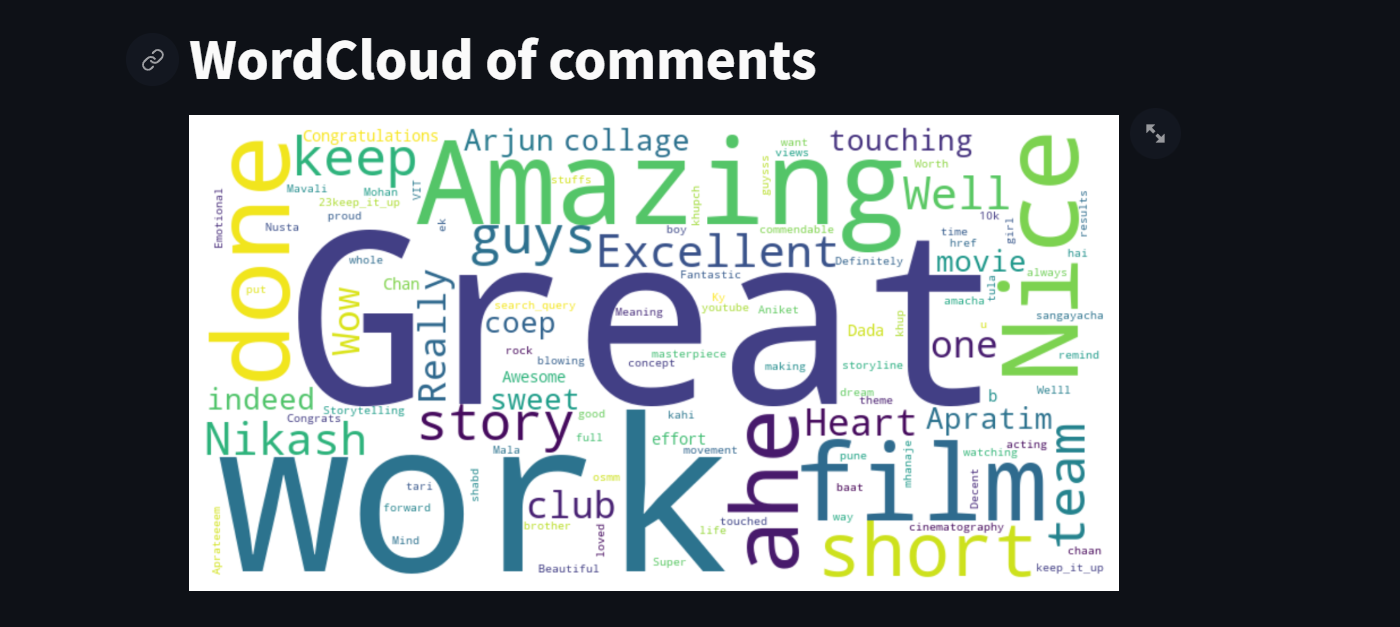 WordCloud of comments
Congratulations
Arjun
collage
want
views
touching
done
keep
Amazing
guysss
Worth
Nice
Mavali
Mohan
VIT
stuffs
khupch
Well
Emotional
23keep_it_up
results
proud
10k
Nusta
ek
guys
boy
commendable
time
girl
Excellent
href
whole
Definitely
movie
hai
Fantastic
always
Great
Chan
Really
tula
put
Wow
search_query
Ky
youtube
amacha
Meaning
Aniket
sangayacha
coep
Dada
khup
u
one
rock
blowing
masterpiece
concept
remind
making
storyline
Awesome
indeed
sweet
dream
theme
b
Welll
Storytelling
Congrats
story
good
kahi
Heart
Apratim
Nikash
full
effort
ahe
team
Mala
movement
acting
work
film
pune
mhanaje
watching
tari
shabd
osmm
baat
Decent
forward
club
way
brother
touched
cinematography
Mind
loved
life
short
Aprateeeem
Beautiful
Super
chaan
keep_it_up